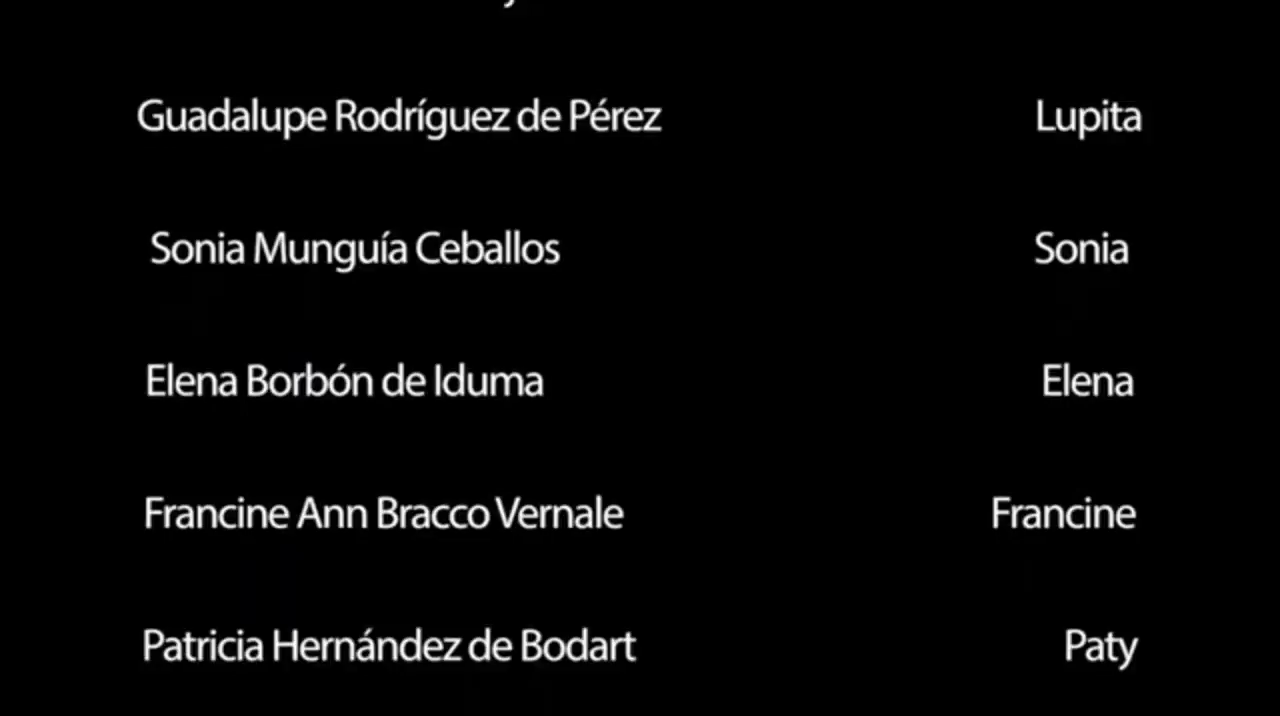 Guadalupe Rodríguez de Pérez Lupita
Sonia Munguía Ceballos Sonia
Elena Borbón de Iduma Elena
Francine Ann Bracco Vernale Francine
Patricia Hernández de Bodart Paty